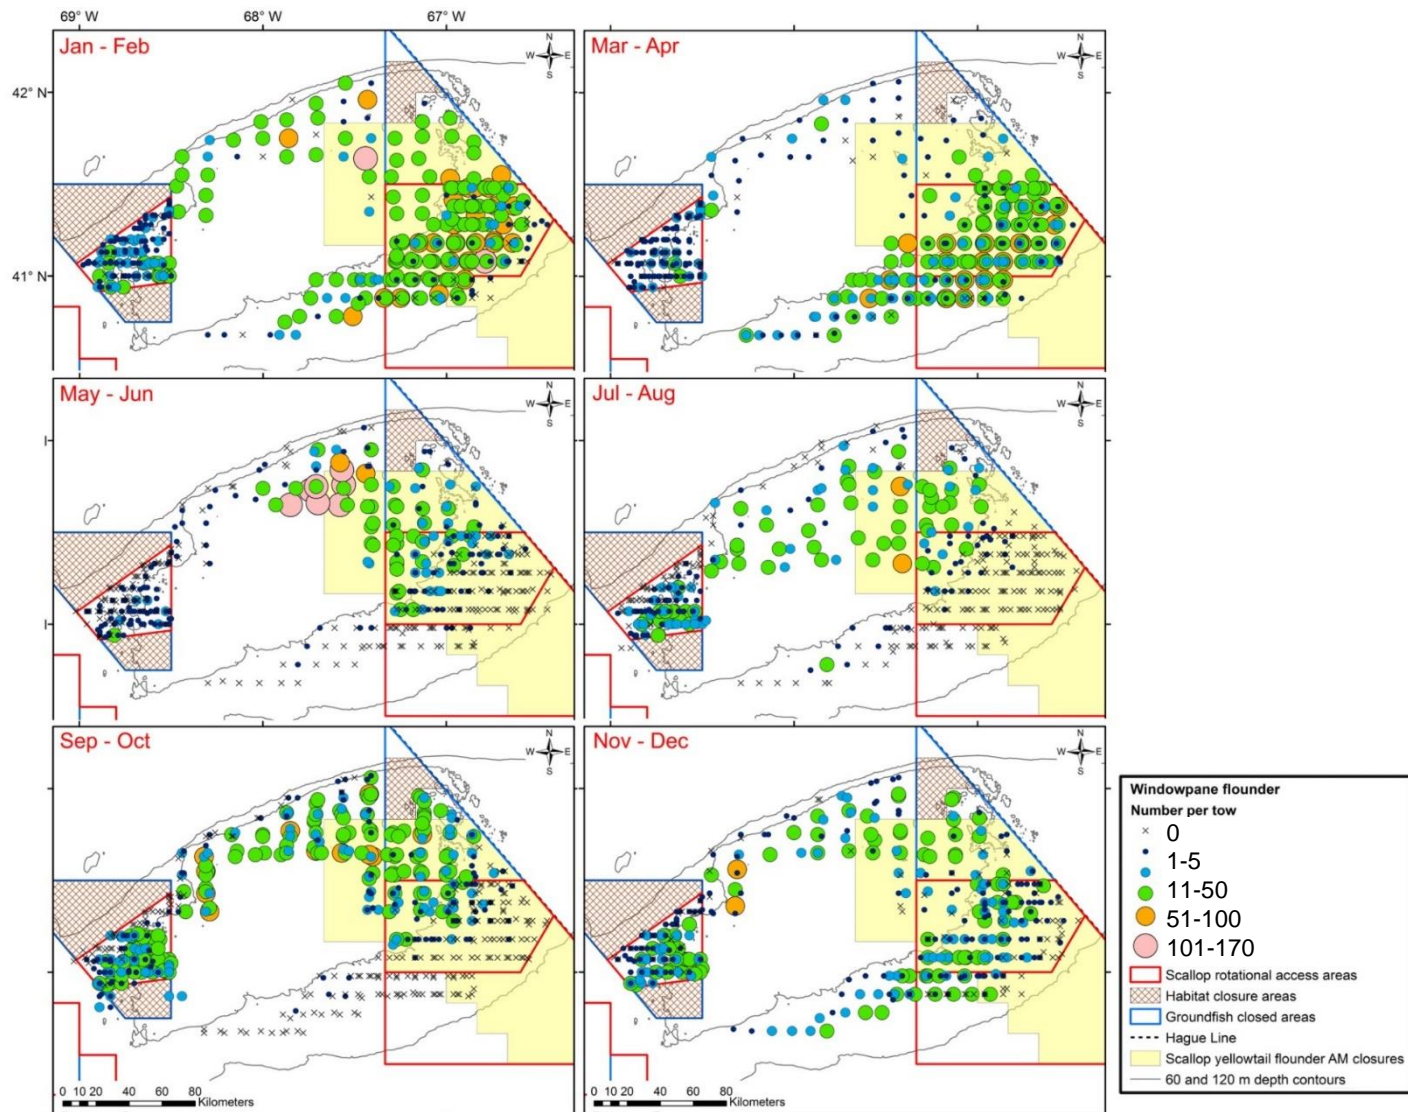 69° W 68° W 67° W
Jan - Feb
N
W E
S
42° N
41° N
Mar - Apr
N
W E
S
May - Jun
N
W E
S
Jul - Aug
N
W E
S
Sep - Oct
N
W E
S
0 10 20 40 60 80
Kilometers
Nov - Dec
N
W E
S
0 10 20 40 60 80
Kilometers
Windowpane flounder
Number per tow
0
1-5
11-50
51-100
101-170
Scallop rotational access areas
Habitat closure areas
Groundfish closed areas
Hague Line
Scallop yellowtail flounder AM closures
60 and 120 m depth contours